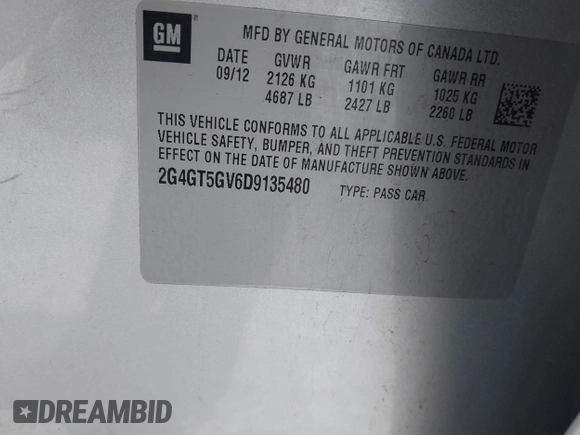 GM
MFD BY GENERAL MOTORS OF CANADA LTD.
DATE GVWR GAWR FRT GAWR RR
09/12 2126 KG 1101 KG 1025 KG
4687 LB 2427 LB 2260 LB
THIS VEHICLE CONFORMS TO ALL APPLICABLE U.S. FEDERAL MOTOR
VEHICLE SAFETY, BUMPER, AND THEFT PREVENTION STANDARDS IN
EFFECT ON THE DATE OF MANUFACTURE SHOWN ABOVE.
2G4GT5GV6D9135480 TYPE: PASS CAR
DREAMBID